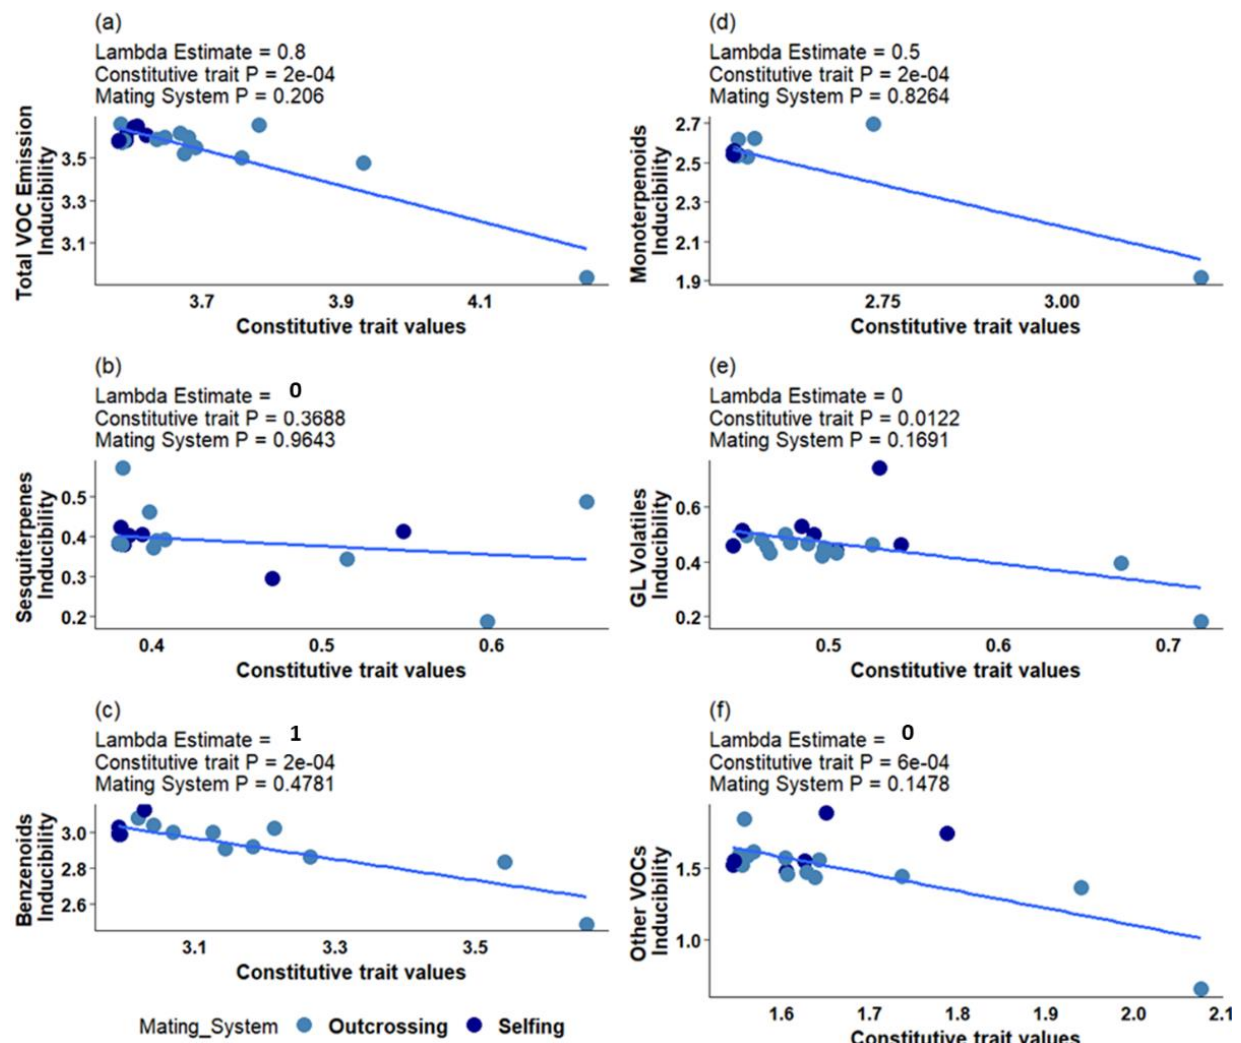 (a)
Lambda Estimate = 0.8
Constitutive trait P = 2e-04
Mating System P = 0.206
Total VOC Emission
Inducibility
3.5
3.3
3.1
3.7
3.9
4.1
Constitutive trait values
(d)
Lambda Estimate = 0.5
Constitutive trait P = 2e-04
Mating System P = 0.8264
Monoterpenoids
Inducibility
2.7
2.5
2.3
2.1
1.9
2.75
3.00
Constitutive trait values
(b)
Lambda Estimate = 0
Constitutive trait P = 0.3688
Mating System P = 0.9643
Sesquiterpenes
Inducibility
0.5
0.4
0.3
0.2
0.4
0.5
0.6
Constitutive trait values
(e)
Lambda Estimate = 0
Constitutive trait P = 0.0122
Mating System P = 0.1691
GL Volatiles
Inducibility
0.6
0.4
0.2
0.5
0.6
0.7
Constitutive trait values
(c)
Lambda Estimate = 1
Constitutive trait P = 2e-04
Mating System P = 0.4781
Benzenoids
Inducibility
3.0
2.8
2.6
3.1
3.3
3.5
Constitutive trait values
(f)
Lambda Estimate = 0
Constitutive trait P = 6e-04
Mating System P = 0.1478
Other VOCs
Inducibility
1.5
1.0
1.6
1.7
1.8
1.9
2.0
2.1
Constitutive trait values
Mating_System Outcrossing Selfing